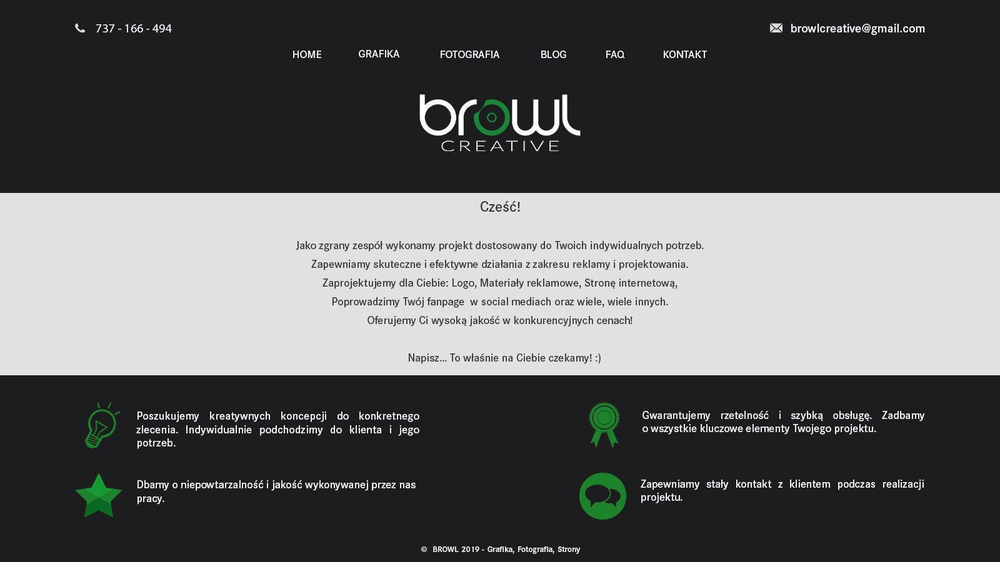 737 - 166 - 494
browlcreative@gmail.com
HOME GRAFIKA FOTOGRAFIA BLOG FAQ KONTAKT
browl
CREATIVE
Cześć!
Jako zgrany zespół wykonamy projekt dostosowany do Twoich indywidualnych potrzeb.
Zapewniamy skuteczne i efektywne działania z zakresu reklamy i projektowania.
Zaprojektujemy dla Ciebie: Logo, Materiały reklamowe, Stronę internetową,
Poprowadzimy Twój fanpage w social mediach oraz wiele, wiele innych.
Oferujemy Ci wysoką jakość w konkurencyjnych cenach!
Napisz... To właśnie na Ciebie czekamy! :)
Poszukujemy kreatywnych koncepcji do konkretnego
zlecenia. Indywidualnie podchodzimy do klienta i jego
potrzeb.
Gwarantujemy rzetelność i szybką obsługę. Zadbamy
o wszystkie kluczowe elementy Twojego projektu.
Dbamy o niepowtarzalność i jakość wykonywanej przez nas
pracy.
Zapewniamy stały kontakt z klientem podczas realizacji
projektu.
© BROWL 2019 - Grafika, Fotografia, Strony